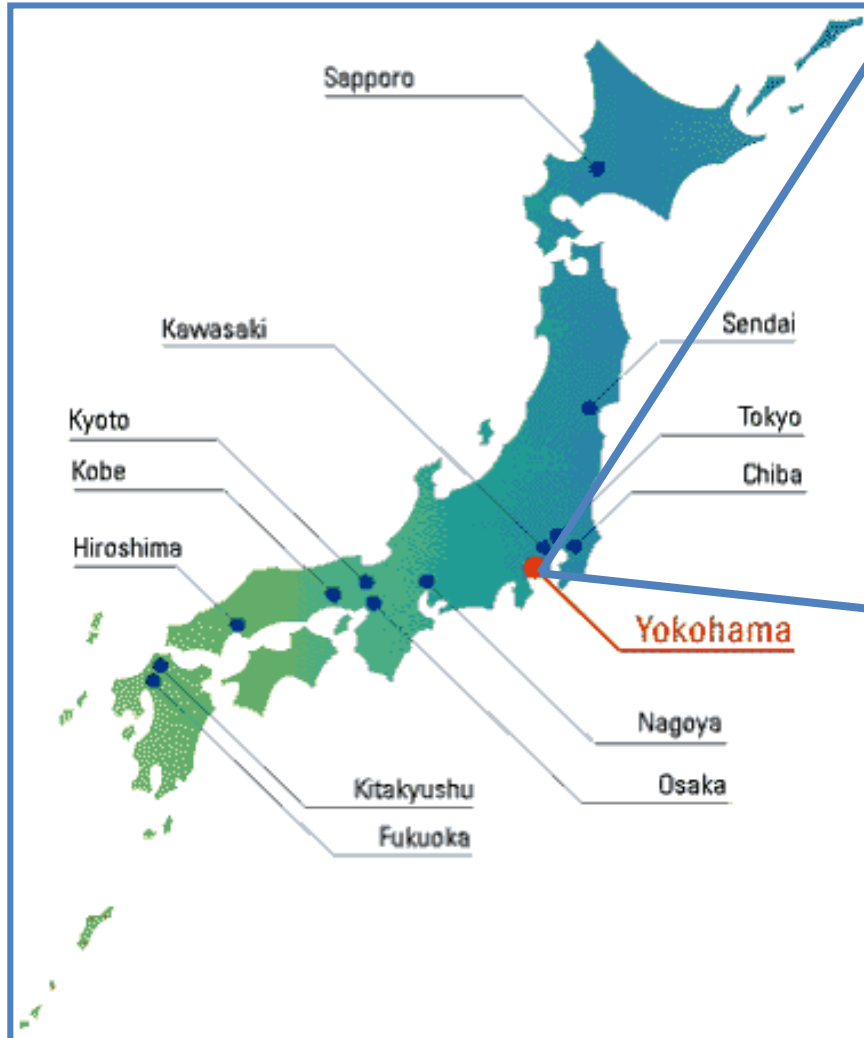 Sapporo
Kawasaki
Sendai
Kyoto
Tokyo
Kobe
Chiba
Hiroshima
Yokohama
Nagoya
Kitakyushu
Osaka
Fukuoka